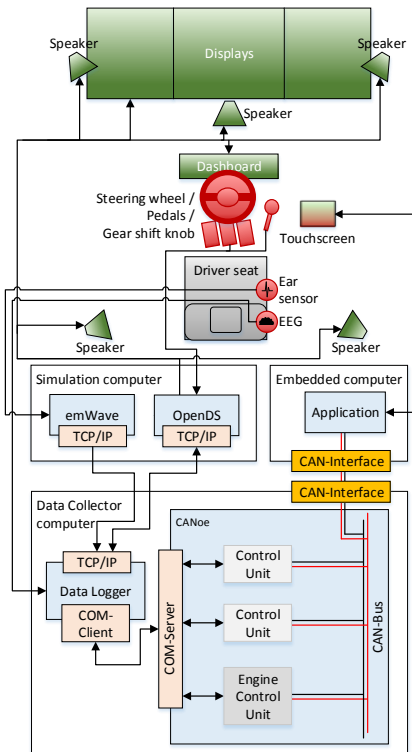 Speaker
Displays
Speaker
Speaker
Dashboard
Steering wheel /
Pedals /
Gear shift knob
Touchscreen
Driver seat
Ear
sensor
EEG
Speaker
Speaker
Simulation computer
Embedded computer
emWave
OpenDS
Application
TCP/IP
TCP/IP
CAN-Interface
CAN-Interface
Data Collector
computer
CANoe
TCP/IP
Data Logger
COM-
Client
COM-Server
Control
Unit
Control
Unit
Engine
Control
Unit
CAN-Bus